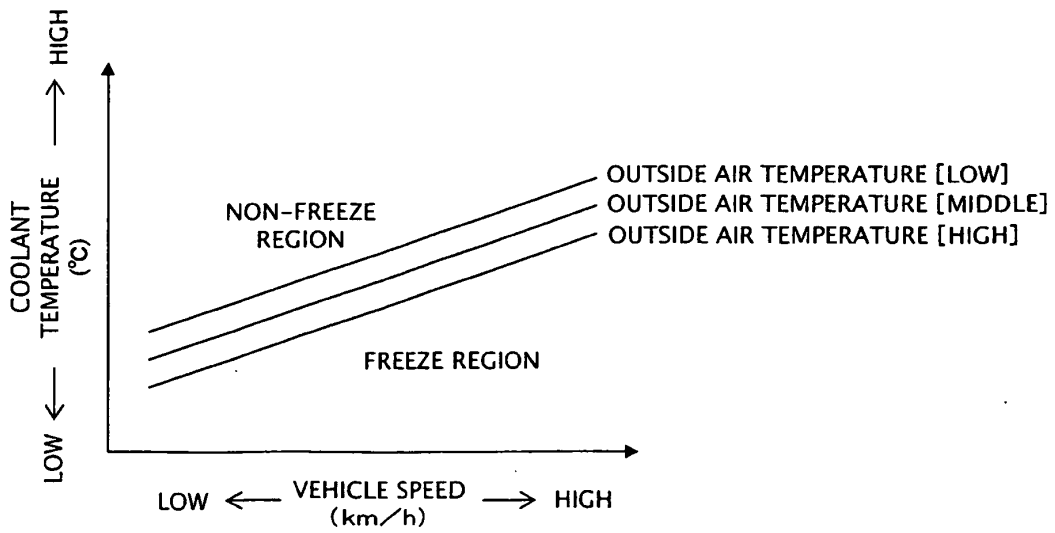 HIGH
COOLANT
TEMPERATURE
(°C)
LOW
NON-FREEZE
REGION
OUTSIDE AIR TEMPERATURE [LOW]
OUTSIDE AIR TEMPERATURE [MIDDLE]
OUTSIDE AIR TEMPERATURE [HIGH]
FREEZE REGION
LOW
VEHICLE SPEED
(km/h)
HIGH